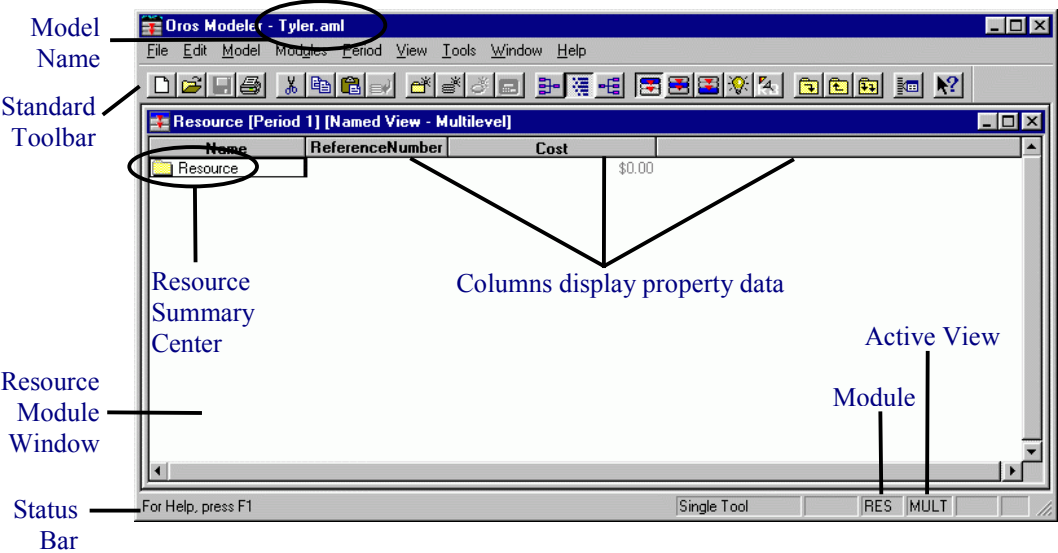 Model
Name
Oros Modeler - Tyler.aml
File Edit Model Modules Period View Tools Window Help
Standard
Toolbar
Resource [Period 1] [Named View - Multilevel]
Name ReferenceNumber Cost
Resource $0.00
Resource
Summary
Center
Columns display property data
Active View
Module
Resource
Module
Window
Status
Bar
For Help, press F1 Single Tool RES MULT